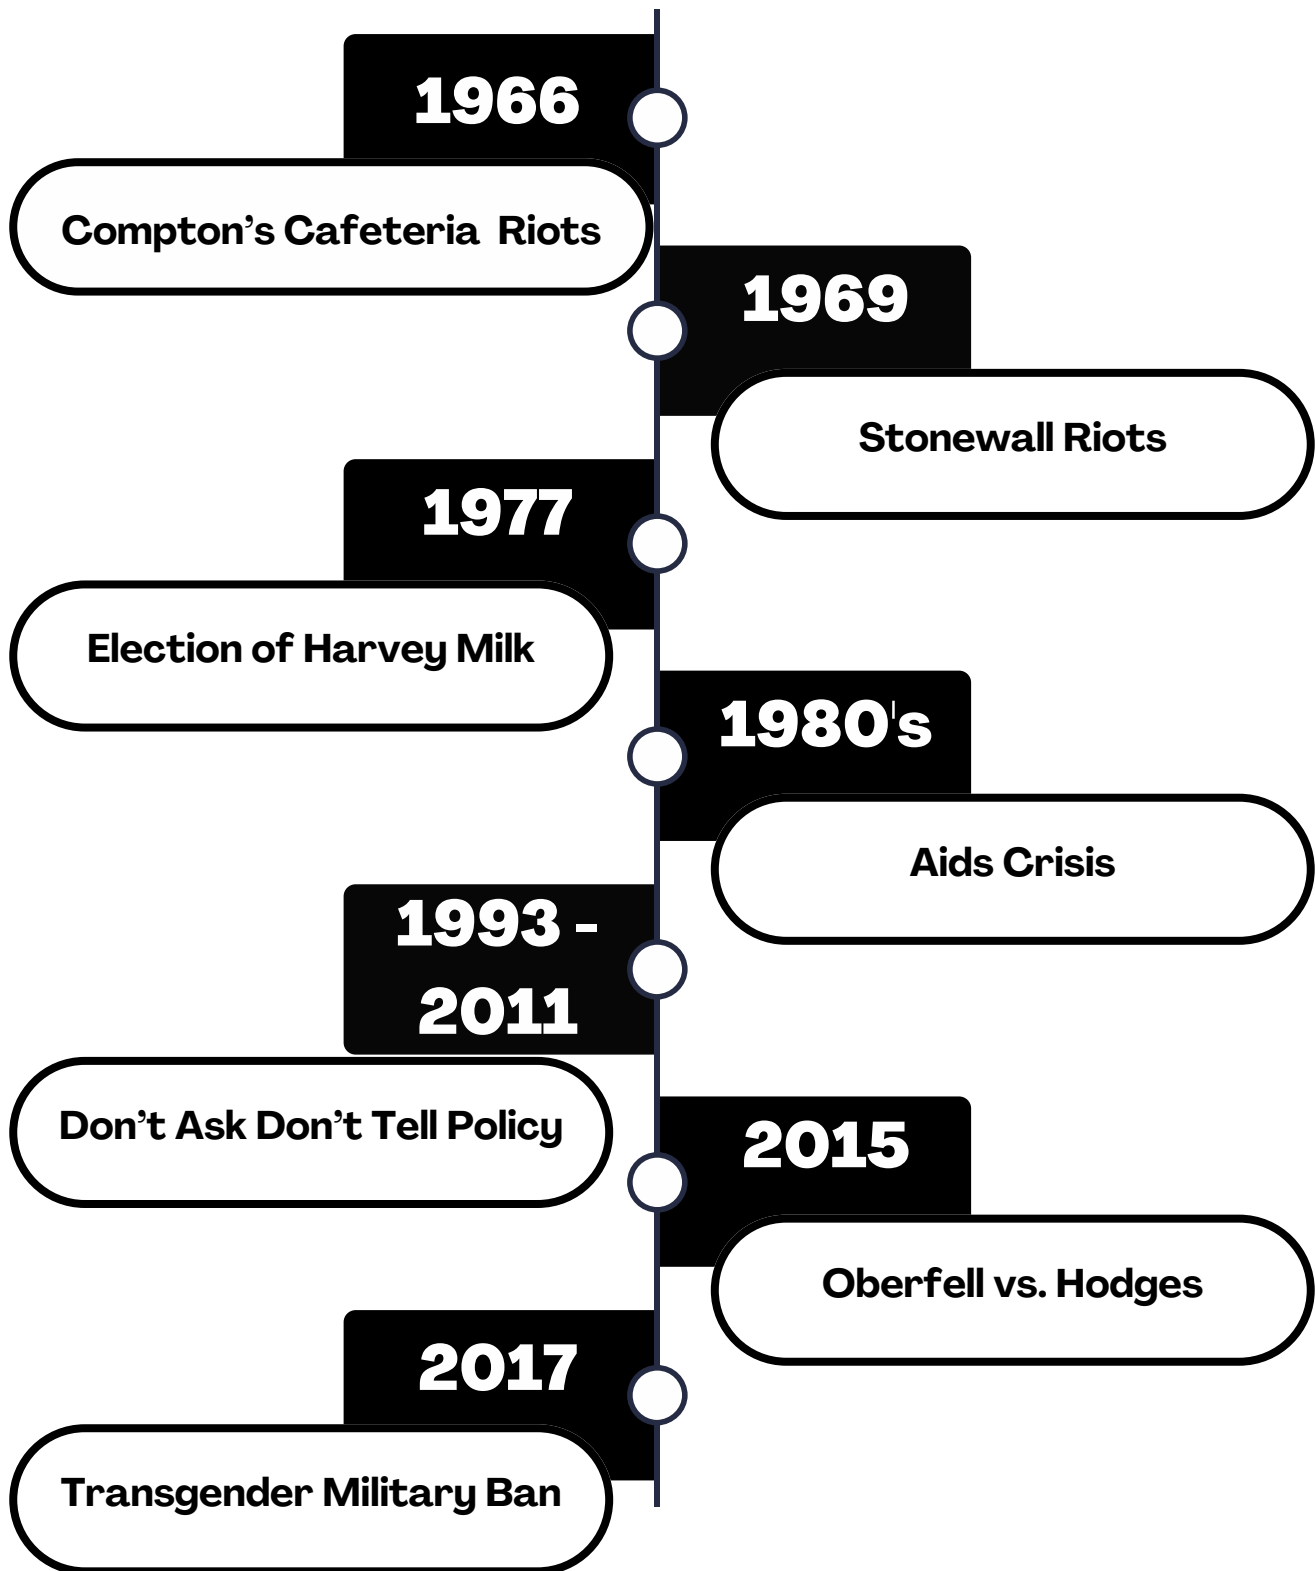 1966
Compton’s Cafeteria  Riots
1969
Stonewall Riots
1977
Election of Harvey Milk
1980's
Aids Crisis
1993 -
2011
Don’t Ask Don’t Tell Policy
2015
Oberfell vs. Hodges
2017
Transgender Military Ban